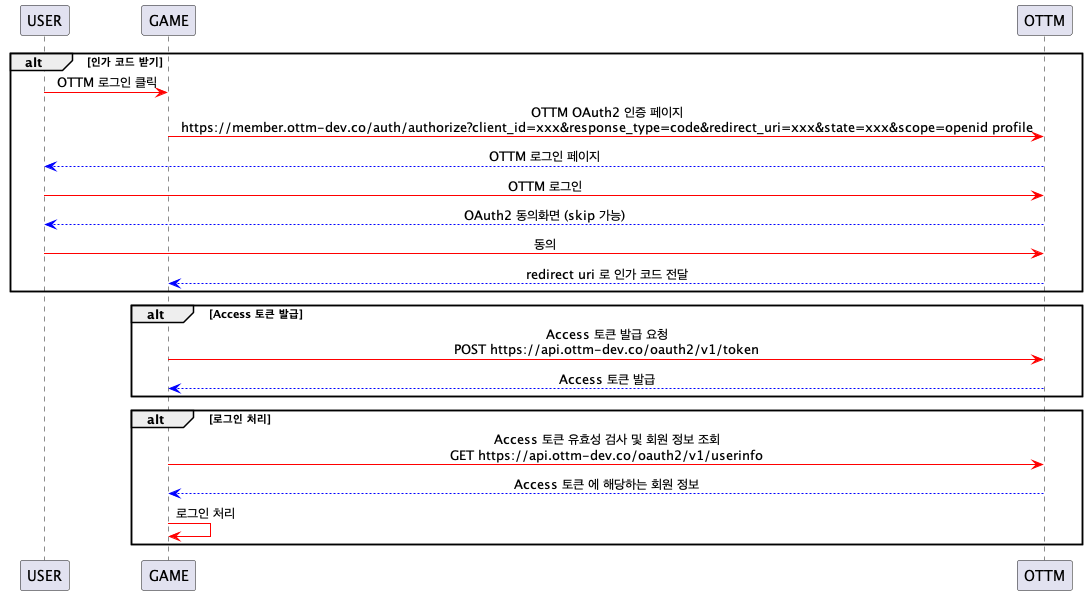 USER
GAME
OTTM
alt
[인가 코드 받기]
OTTM 로그인 클릭
OTTM OAuth2 인증 페이지
https://member.ottm-dev.co/auth/authorize?client_id=xxx&response_type=code&redirect_uri=xxx&state=xxx&scope=openid profile
OTTM 로그인 페이지
OTTM 로그인
OAuth2 동의화면 (skip 가능)
동의
redirect uri 로 인가 코드 전달
alt
[Access 토큰 발급]
Access 토큰 발급 요청
POST https://api.ottm-dev.co/oauth2/v1/token
Access 토큰 발급
alt
[로그인 처리]
Access 토큰 유효성 검사 및 회원 정보 조회
GET https://api.ottm-dev.co/oauth2/v1/userinfo
Access 토큰 에 해당하는 회원 정보
로그인 처리
USER
GAME
OTTM